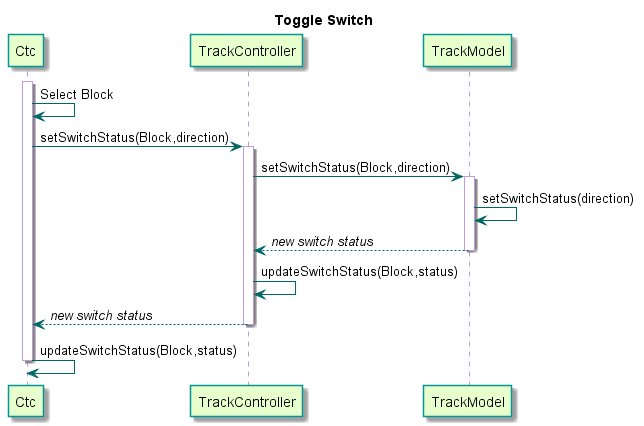 Toggle Switch
Ctc TrackController TrackModel
Select Block
setSwitchStatus(Block,direction)
setSwitchStatus(Block,direction)
setSwitchStatus(direction)
new switch status
updateSwitchStatus(Block,status)
new switch status
updateSwitchStatus(Block,status)
Ctc TrackController TrackModel